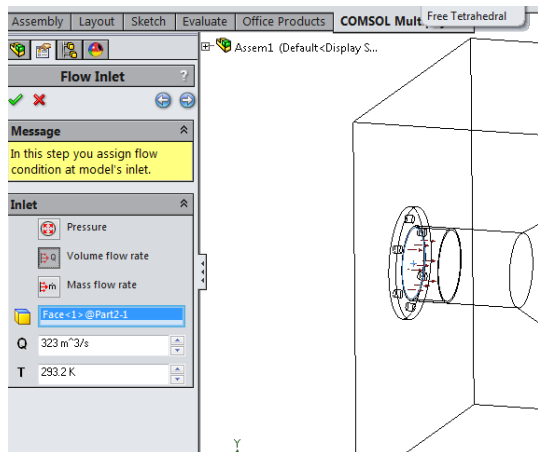 Assembly Layout Sketch Evaluate Office Products COMSOL Mult
Free Tetrahedral
Assem1 (Default<Display S...
Flow Inlet ?
Message
In this step you assign flow
condition at model's inlet.
Inlet
Pressure
Q Volume flow rate
ṁ Mass flow rate
Face<1>@Part2-1
Q 323 m^3/s
T 293.2 K
Y